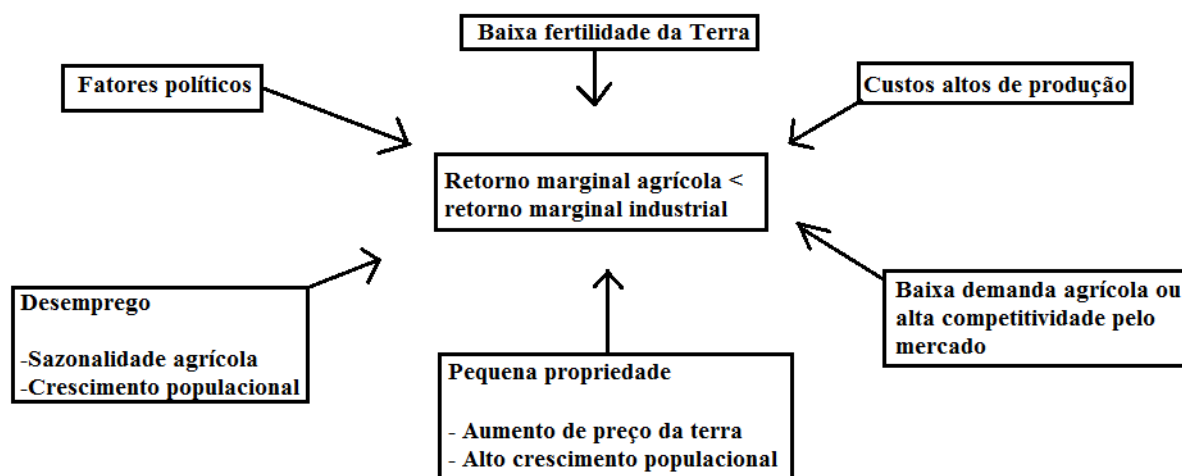 Baixa fertilidade da Terra
Fatores políticos
Custos altos de produção
Retorno marginal agrícola <
retorno marginal industrial
Desemprego
-Sazonalidade agrícola
-Crescimento populacional
Pequena propriedade
- Aumento de preço da terra
- Alto crescimento populacional
Baixa demanda agrícola ou
alta competitividade pelo
mercado